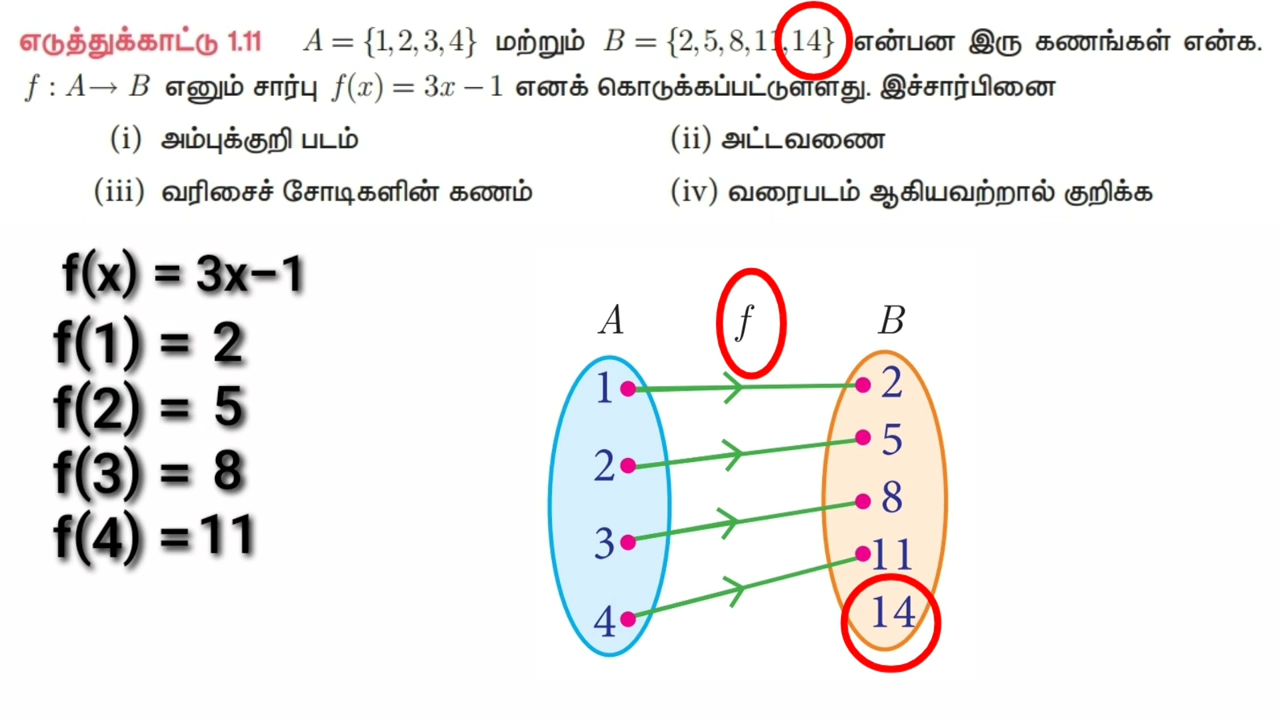 எடுத்துக்காட்டு 1.11 A = {1,2,3,4} மற்றும் B = {2,5,8,11,14} என்பன இரு கணங்கள் என்க.
f : A→ B எனும் சார்பு f(x) = 3x − 1 எனக் கொடுக்கப்பட்டுள்ளது. இச்சார்பினை
(i) அம்புக்குறி படம் (ii) அட்டவணை
(iii) வரிசைச் சோடிகளின் கணம் (iv) வரைபடம் ஆகியவற்றால் குறிக்க
f(x) = 3x−1
f(1) = 2
f(2) = 5
f(3) = 8
f(4) = 11
A f B
1 2
2 5
3 8
4 11
14